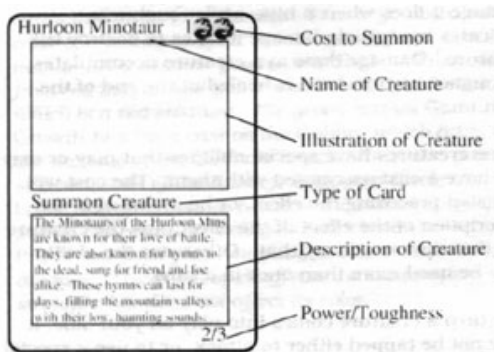 Hurloon Minotaur 1
Cost to Summon
Name of Creature
Illustration of Creature
Summon Creature
Type of Card
The Minotaurs of the Hurloon Mtns
are known for their love of battle.
They are also known for hymns to
the dead, sung for friend and foe
alike. These hymns can last for
days, filling the mountain valleys
with their low, haunting sounds.
Description of Creature
2/3
Power/Toughness